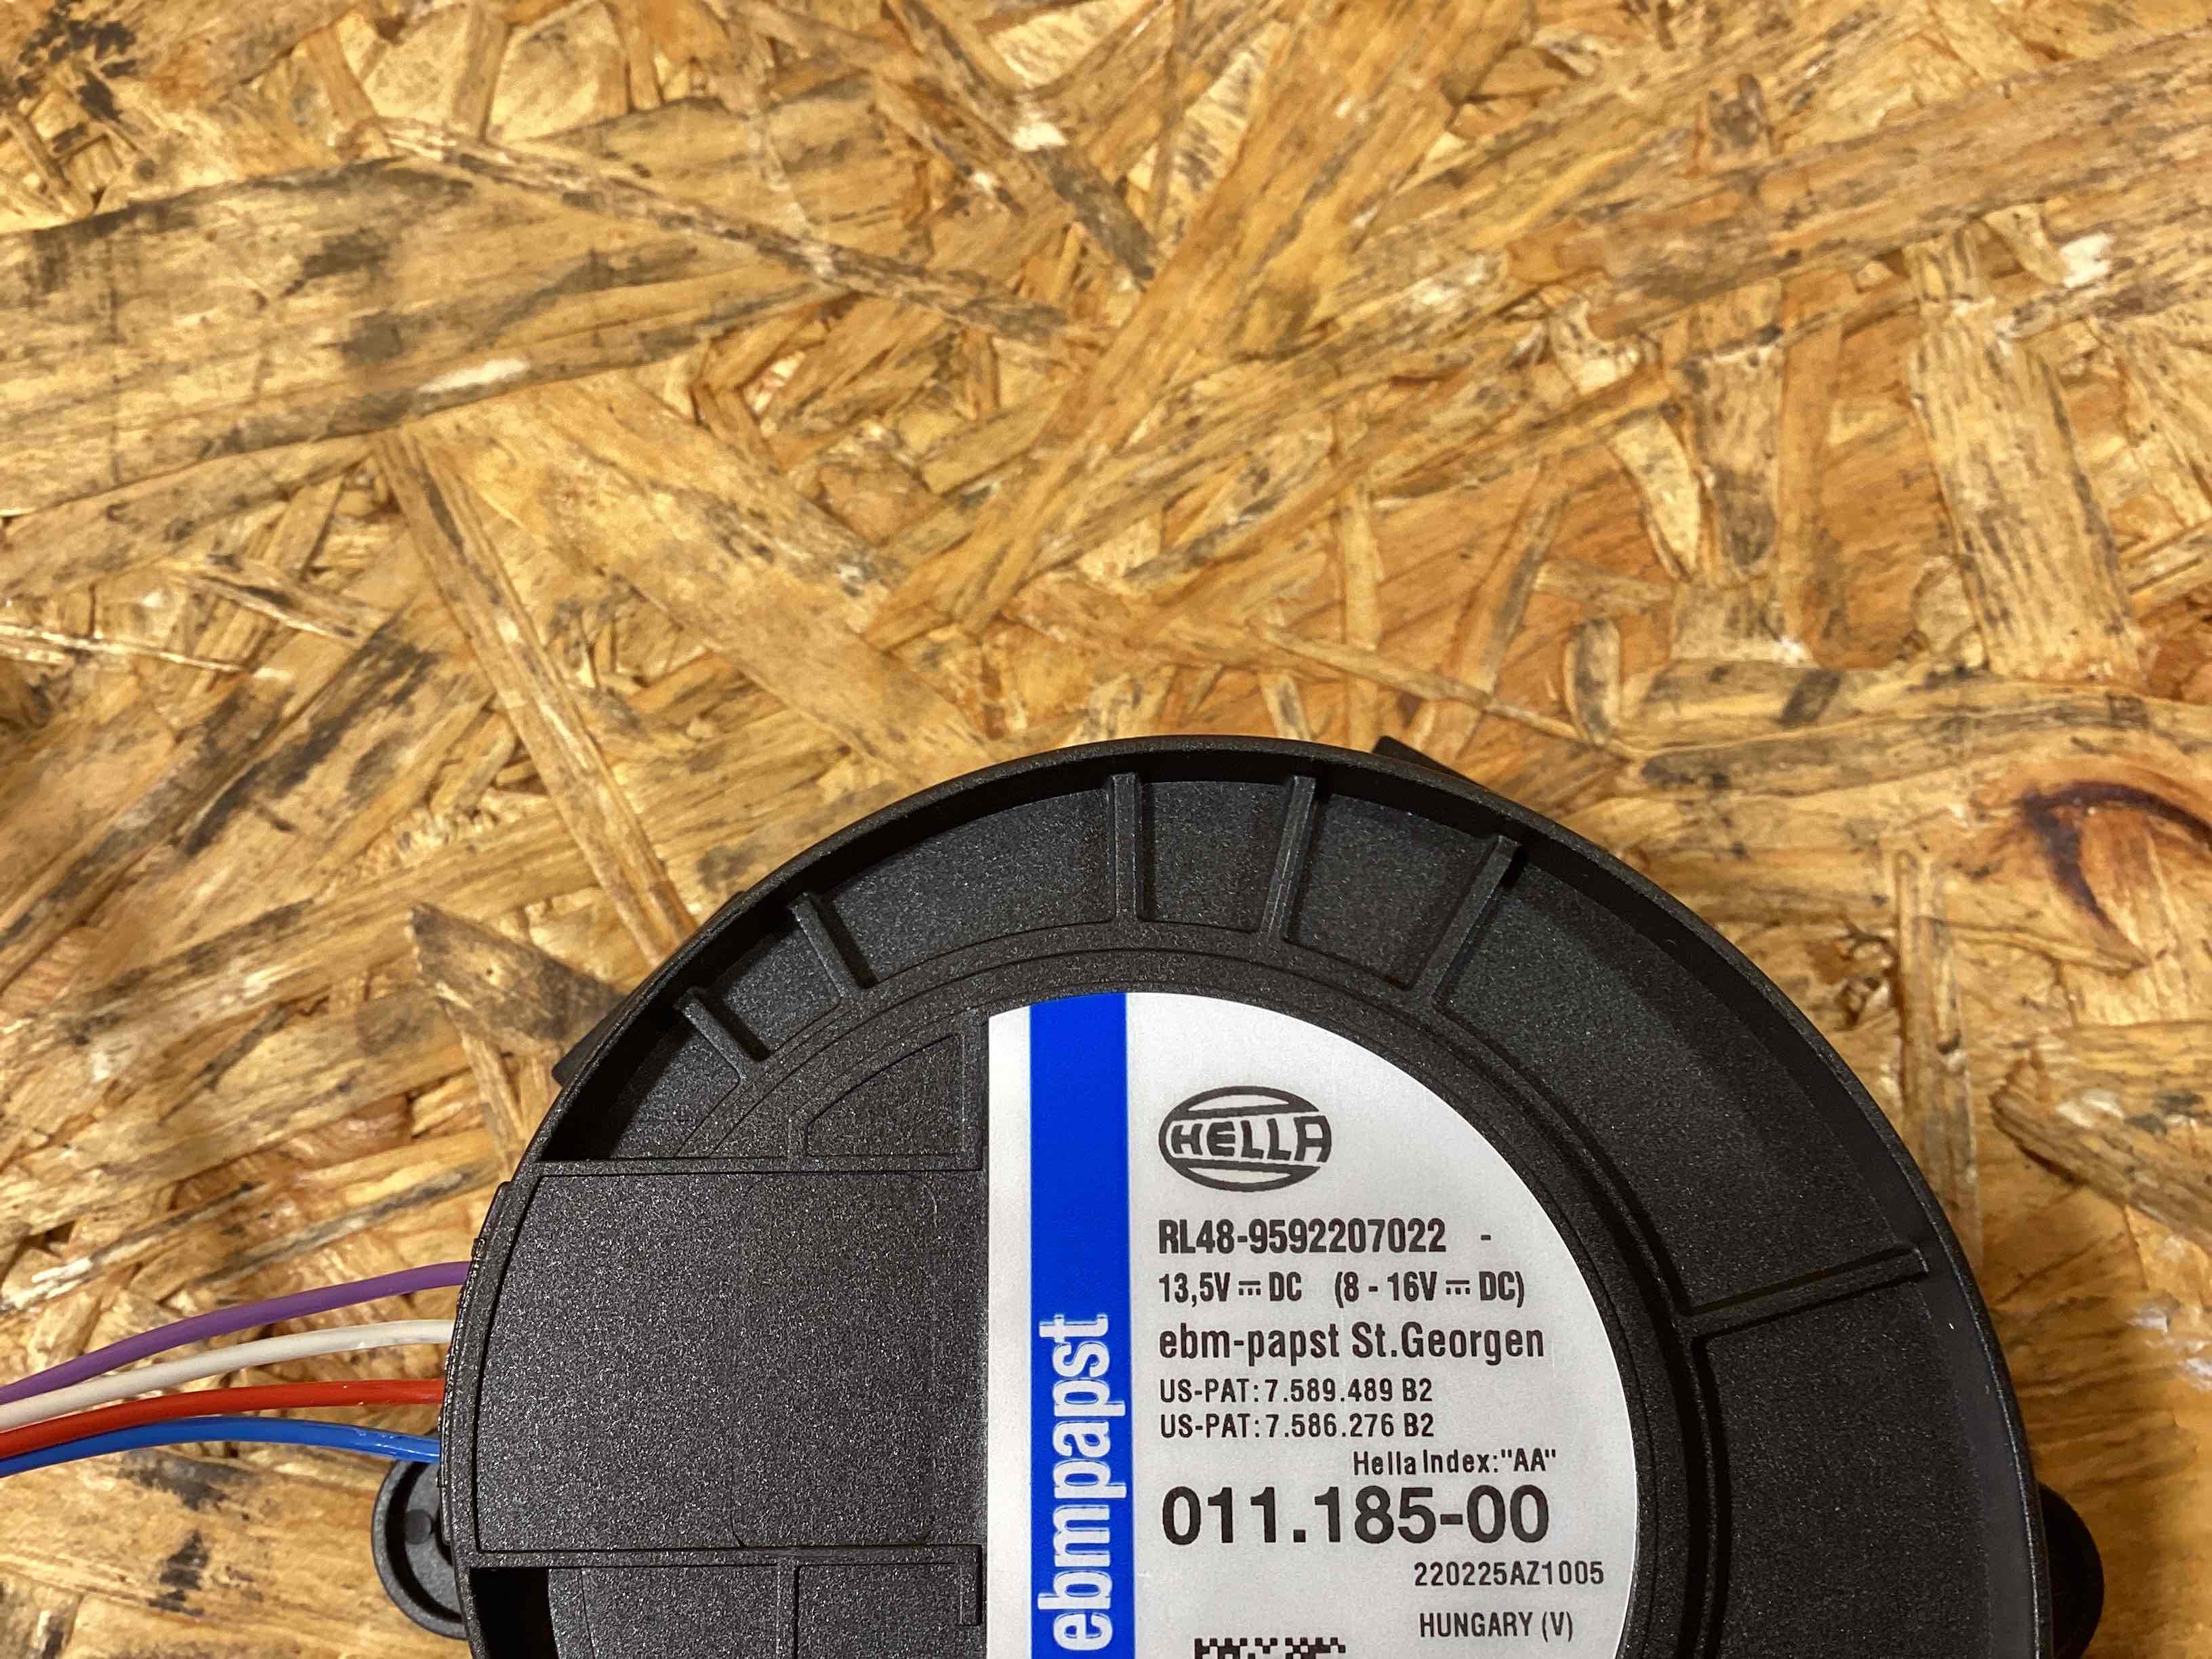 HELLA
RL48-9592207022 -
13,5V ⎓ DC (8 - 16V ⎓ DC)
ebm-papst St.Georgen
US-PAT: 7.589.489 B2
US-PAT: 7.586.276 B2
Hella Index:"AA"
011.185-00
220225AZ1005
HUNGARY (V)
ebmpapst